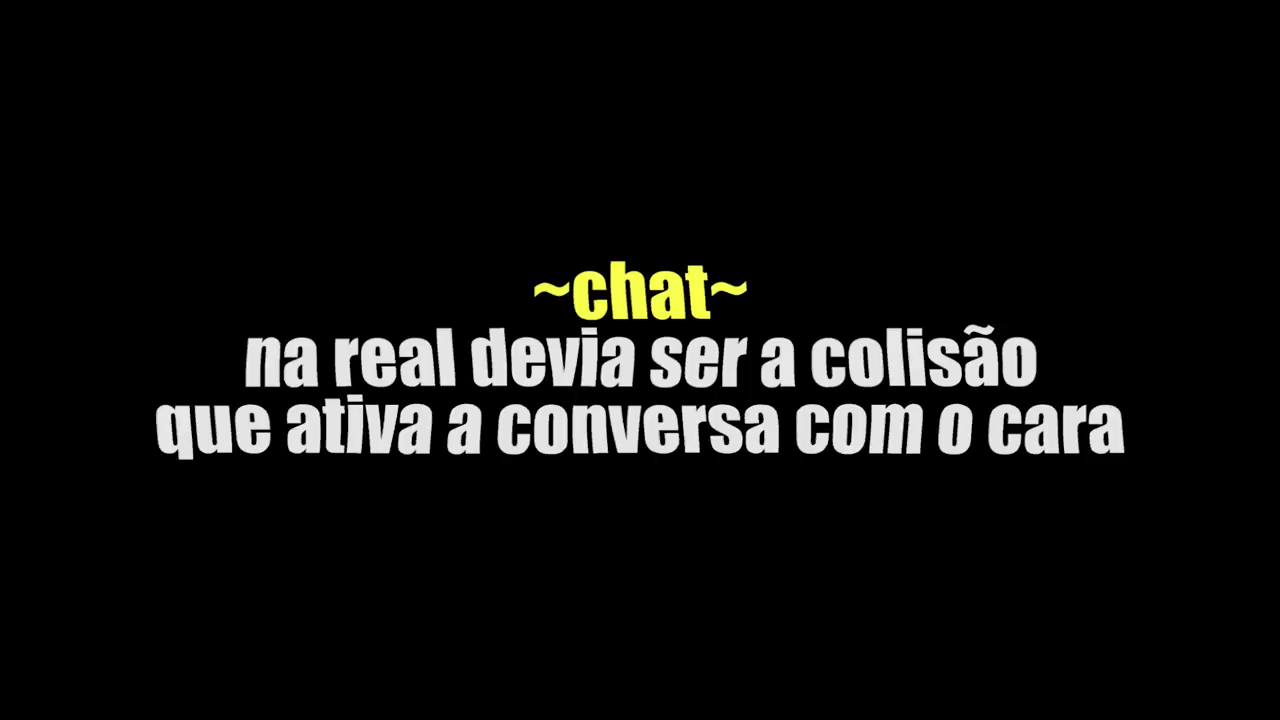 ~chat~
na real devia ser a colisão
que ativa a conversa com o cara